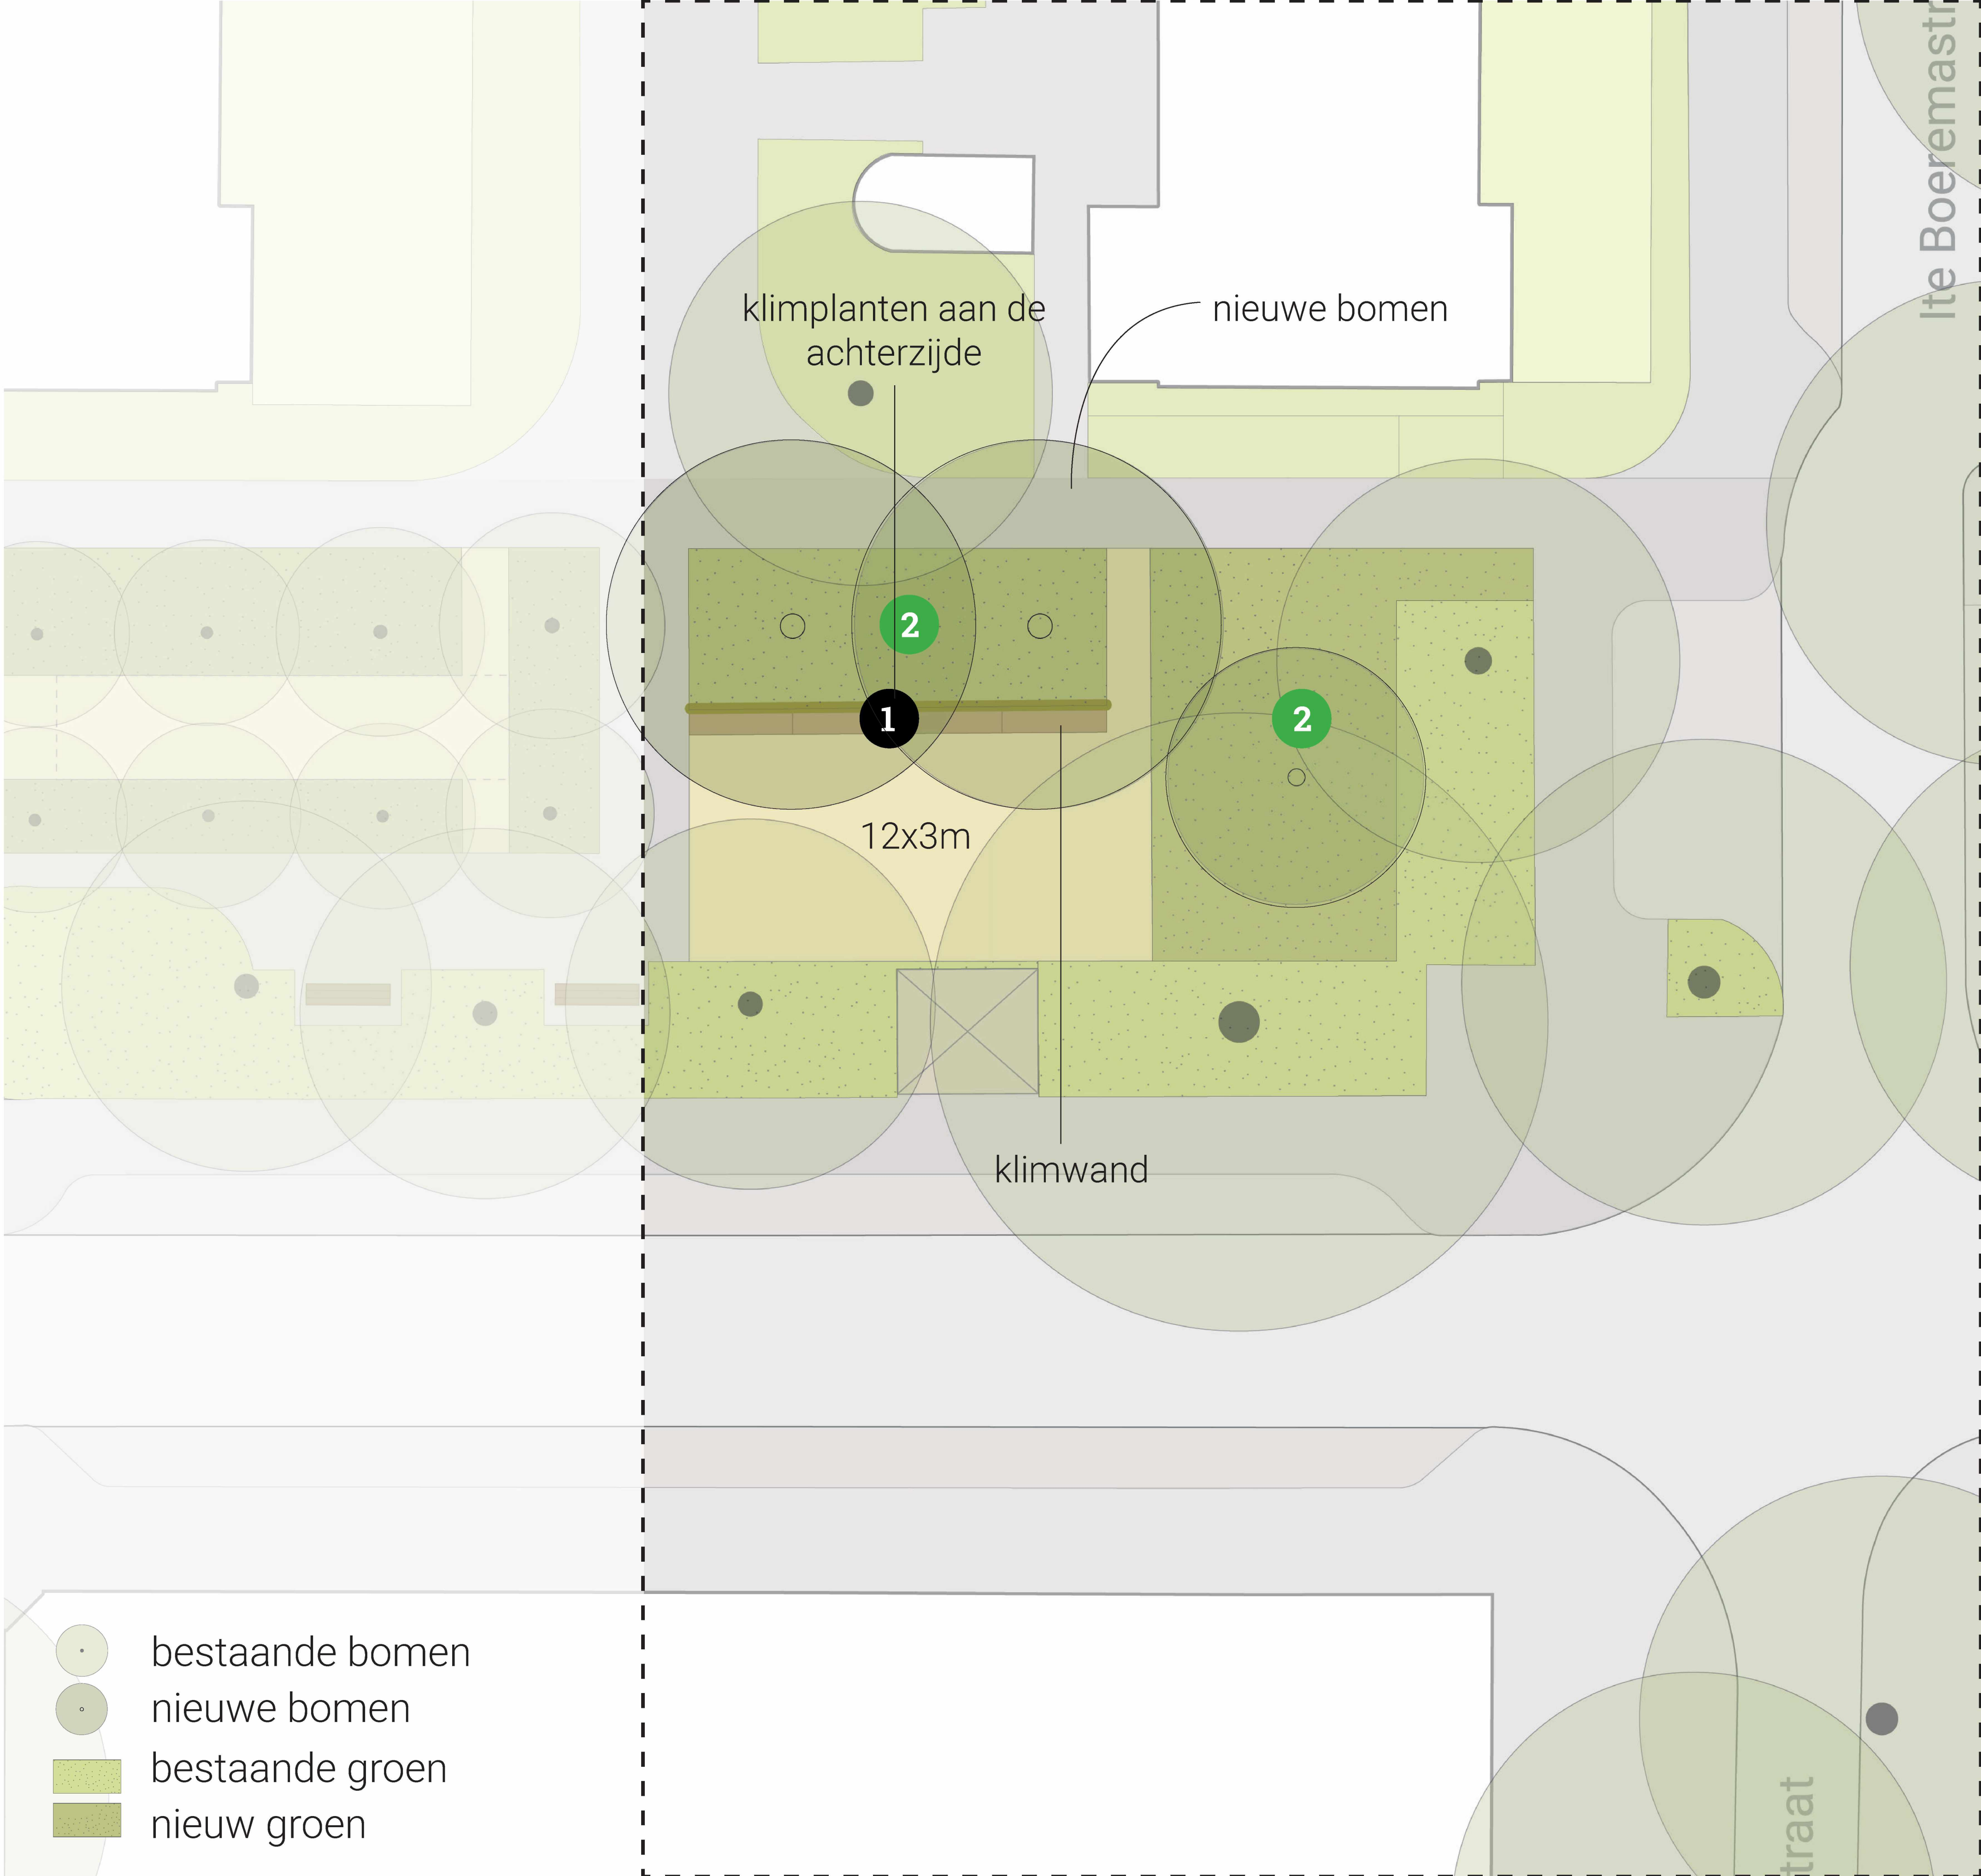 lte Boeremastr
klimplanten aan de
achterzijde
nieuwe bomen
2
1
2
12x3m
klimwand
bestaande bomen
nieuwe bomen
bestaande groen
nieuw groen
traat